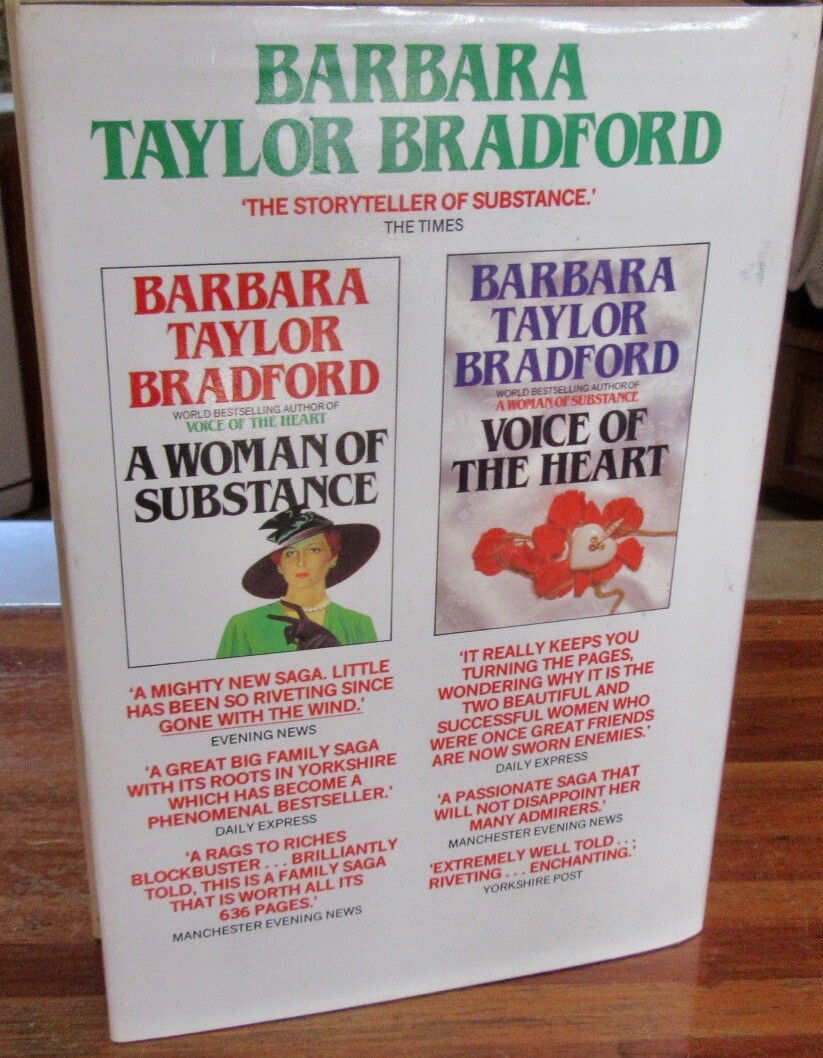 BARBARA
TAYLOR BRADFORD
'THE STORYTELLER OF SUBSTANCE.'
THE TIMES
BARBARA
TAYLOR
BRADFORD
WORLD BESTSELLING AUTHOR OF
VOICE OF THE HEART
A WOMAN OF
SUBSTANCE
'A MIGHTY NEW SAGA. LITTLE
HAS BEEN SO RIVETING SINCE
GONE WITH THE WIND.'
EVENING NEWS
'A GREAT BIG FAMILY SAGA
WITH ITS ROOTS IN YORKSHIRE
WHICH HAS BECOME A
PHENOMENAL BESTSELLER.'
DAILY EXPRESS
'A RAGS TO RICHES
BLOCKBUSTER . . . BRILLIANTLY
TOLD, THIS IS A FAMILY SAGA
THAT IS WORTH ALL ITS
636 PAGES.'
MANCHESTER EVENING NEWS
BARBARA
TAYLOR
BRADFORD
WORLD BESTSELLING AUTHOR OF
A WOMAN OF SUBSTANCE
VOICE OF
THE HEART
'IT REALLY KEEPS YOU
TURNING THE PAGES,
WONDERING WHY IT IS THE
TWO BEAUTIFUL AND
SUCCESSFUL WOMEN WHO
WERE ONCE GREAT FRIENDS
ARE NOW SWORN ENEMIES.'
DAILY EXPRESS
'A PASSIONATE SAGA THAT
WILL NOT DISAPPOINT HER
MANY ADMIRERS.'
MANCHESTER EVENING NEWS
'EXTREMELY WELL TOLD . . .
RIVETING . . . ENCHANTING.'
YORKSHIRE POST